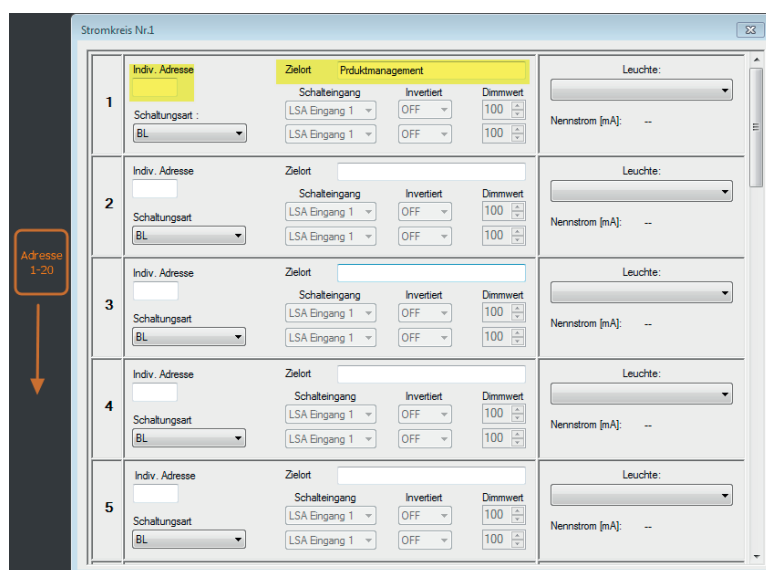 Stromkreis Nr.1
Adresse
1-20
1
Indiv. Adresse
Zielort Prduktmanagement
Leuchte:
Schalteingang Invertiert Dimmwert
Schaltungsart :
LSA Eingang 1 OFF 100
Nennstrom [mA]: --
BL
LSA Eingang 1 OFF 100
2
Indiv. Adresse
Zielort
Leuchte:
Schalteingang Invertiert Dimmwert
Schaltungsart
LSA Eingang 1 OFF 100
Nennstrom [mA]: --
BL
LSA Eingang 1 OFF 100
3
Indiv. Adresse
Zielort
Leuchte:
Schalteingang Invertiert Dimmwert
Schaltungsart
LSA Eingang 1 OFF 100
Nennstrom [mA]: --
BL
LSA Eingang 1 OFF 100
4
Indiv. Adresse
Zielort
Leuchte:
Schalteingang Invertiert Dimmwert
Schaltungsart
LSA Eingang 1 OFF 100
Nennstrom [mA]: --
BL
LSA Eingang 1 OFF 100
5
Indiv. Adresse
Zielort
Leuchte:
Schalteingang Invertiert Dimmwert
Schaltungsart
LSA Eingang 1 OFF 100
Nennstrom [mA]: --
BL
LSA Eingang 1 OFF 100